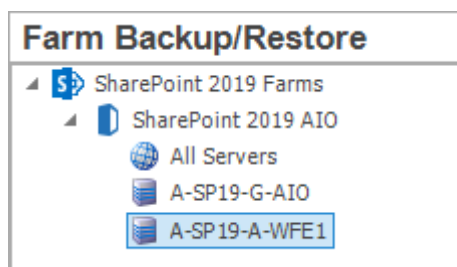 Farm Backup/Restore
SharePoint 2019 Farms
SharePoint 2019 AIO
All Servers
A-SP19-G-AIO
A-SP19-A-WFE1